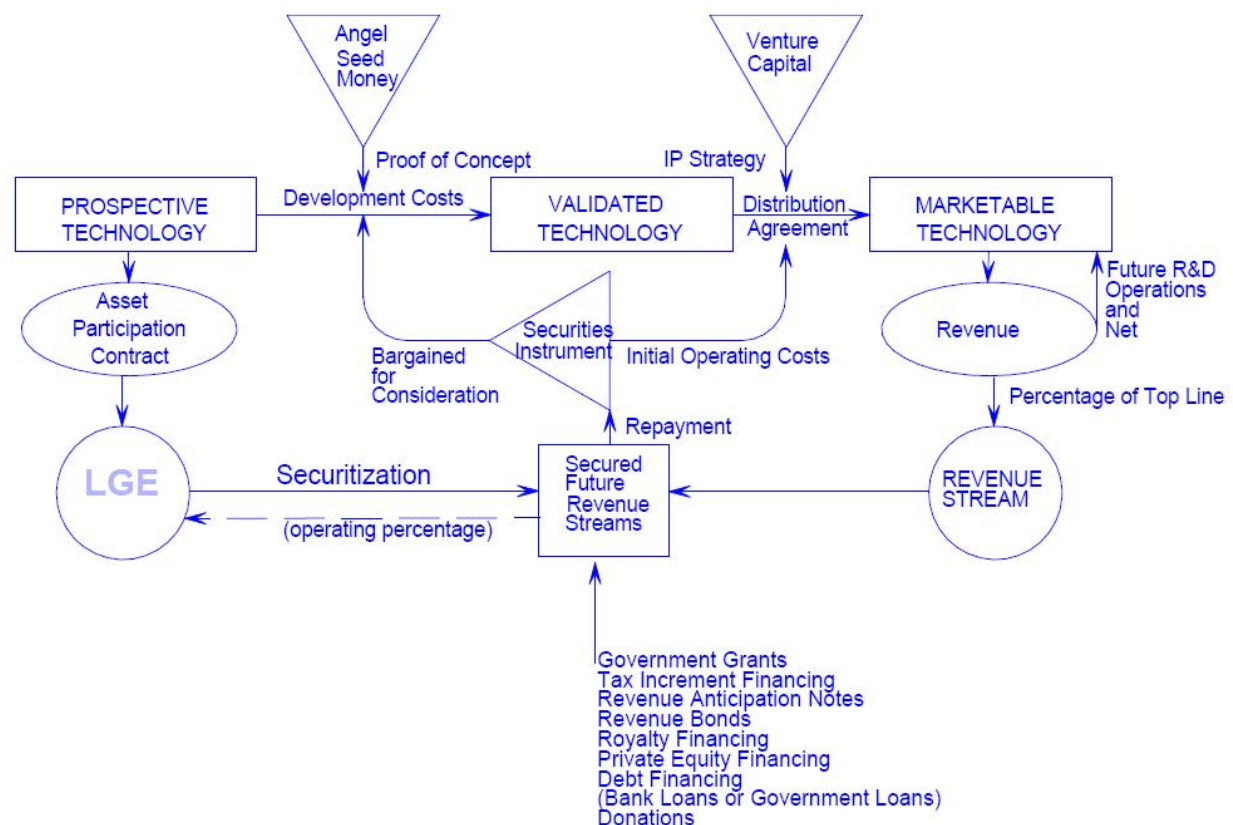 Angel
Seed
Money
Venture
Capital
Proof of Concept
IP Strategy
PROSPECTIVE
TECHNOLOGY
Development Costs
VALIDATED
TECHNOLOGY
Distribution
Agreement
MARKETABLE
TECHNOLOGY
Asset
Participation
Contract
Bargained
for
Consideration
Securities
Instrument
Initial Operating Costs
Revenue
Future R&D
Operations
and
Net
Percentage of Top Line
Repayment
LGE
Securitization
(operating percentage)
Secured
Future
Revenue
Streams
REVENUE
STREAM
Government Grants
Tax Increment Financing
Revenue Anticipation Notes
Revenue Bonds
Royalty Financing
Private Equity Financing
Debt Financing
(Bank Loans or Government Loans)
Donations